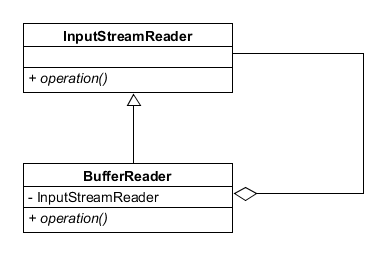 InputStreamReader
+ operation()
BufferReader
- InputStreamReader
+ operation()